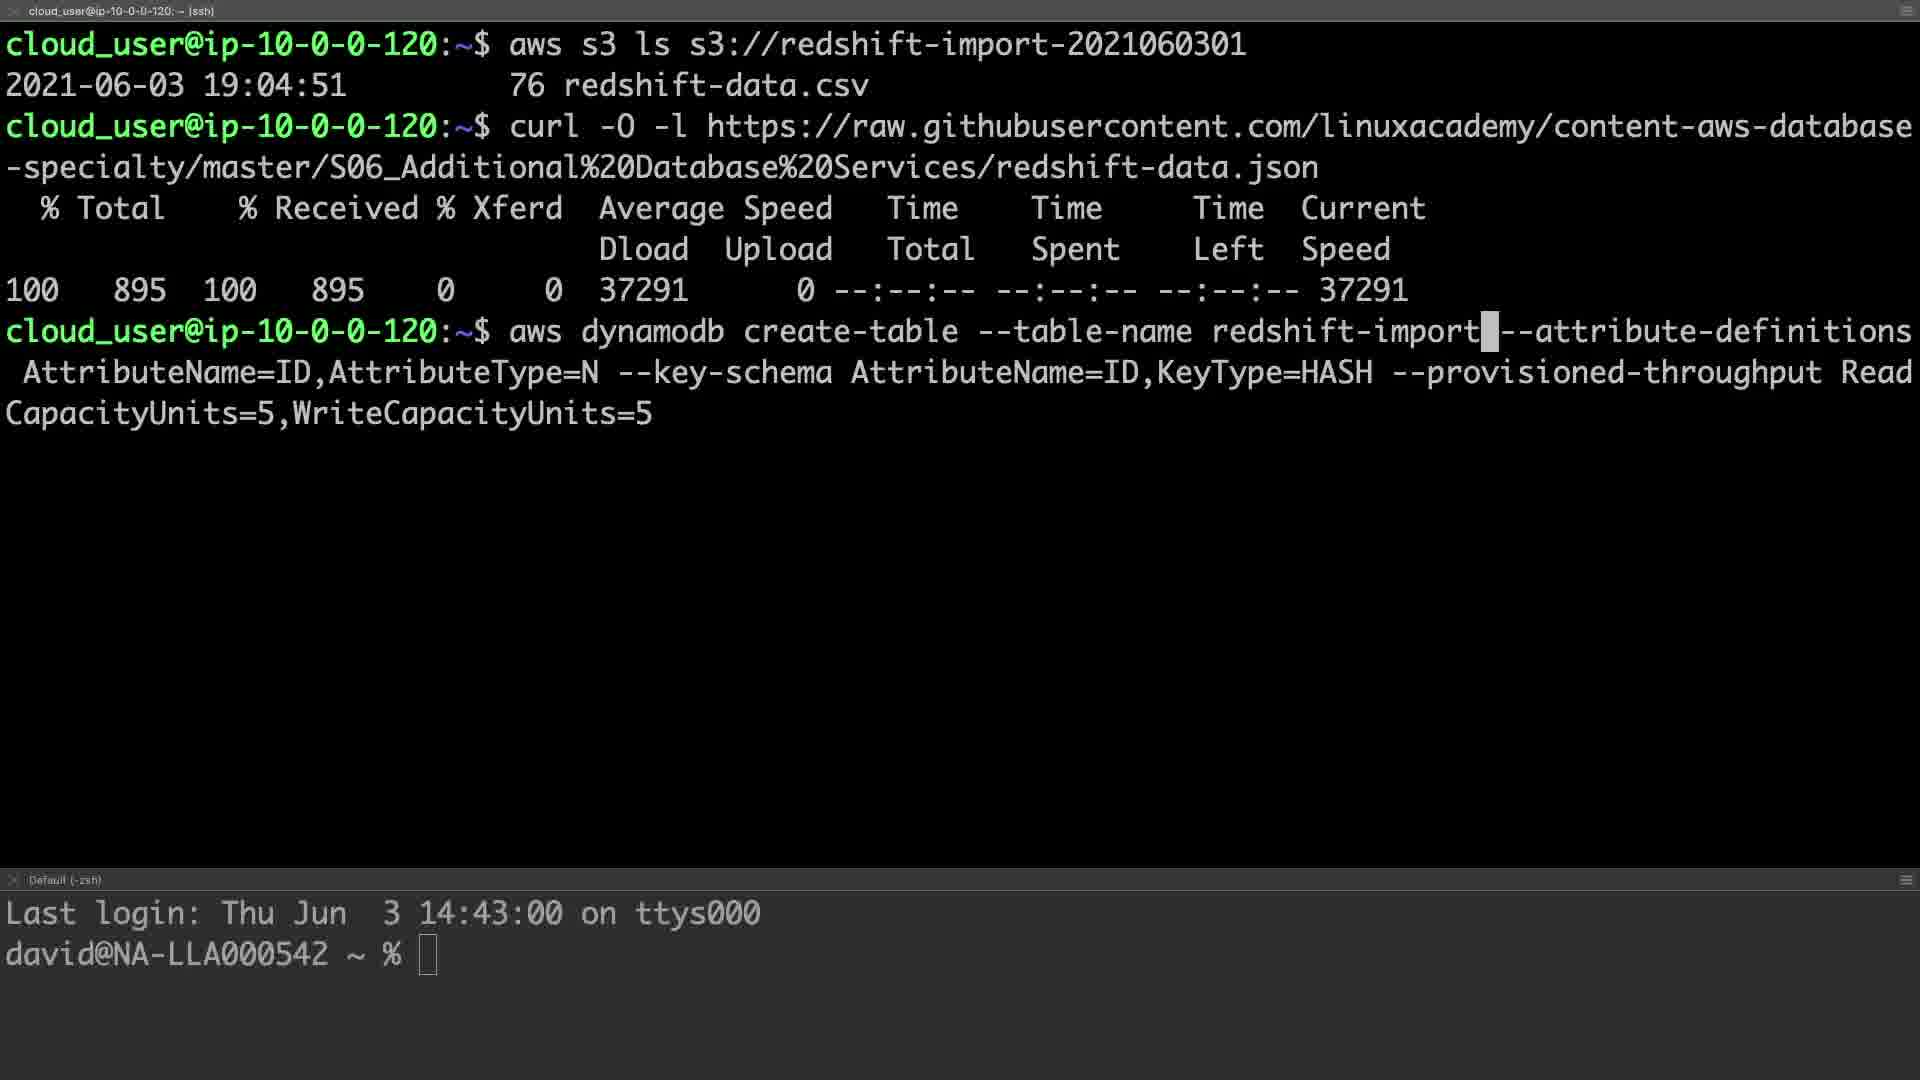 cloud_user@ip-10-0-0-120: ~ (ssh)
cloud_user@ip-10-0-0-120:~$ aws s3 ls s3://redshift-import-2021060301
2021-06-03 19:04:51         76 redshift-data.csv
cloud_user@ip-10-0-0-120:~$ curl -O -l https://raw.githubusercontent.com/linuxacademy/content-aws-database
-specialty/master/S06_Additional%20Database%20Services/redshift-data.json
  % Total    % Received % Xferd  Average Speed   Time    Time     Time  Current
                                 Dload  Upload   Total   Spent    Left  Speed
100   895  100   895    0     0  37291      0 --:--:-- --:--:-- --:--:-- 37291
cloud_user@ip-10-0-0-120:~$ aws dynamodb create-table --table-name redshift-import --attribute-definitions
 AttributeName=ID,AttributeType=N --key-schema AttributeName=ID,KeyType=HASH --provisioned-throughput Read
CapacityUnits=5,WriteCapacityUnits=5
Default (-zsh)
Last login: Thu Jun  3 14:43:00 on ttys000
david@NA-LLA000542 ~ %